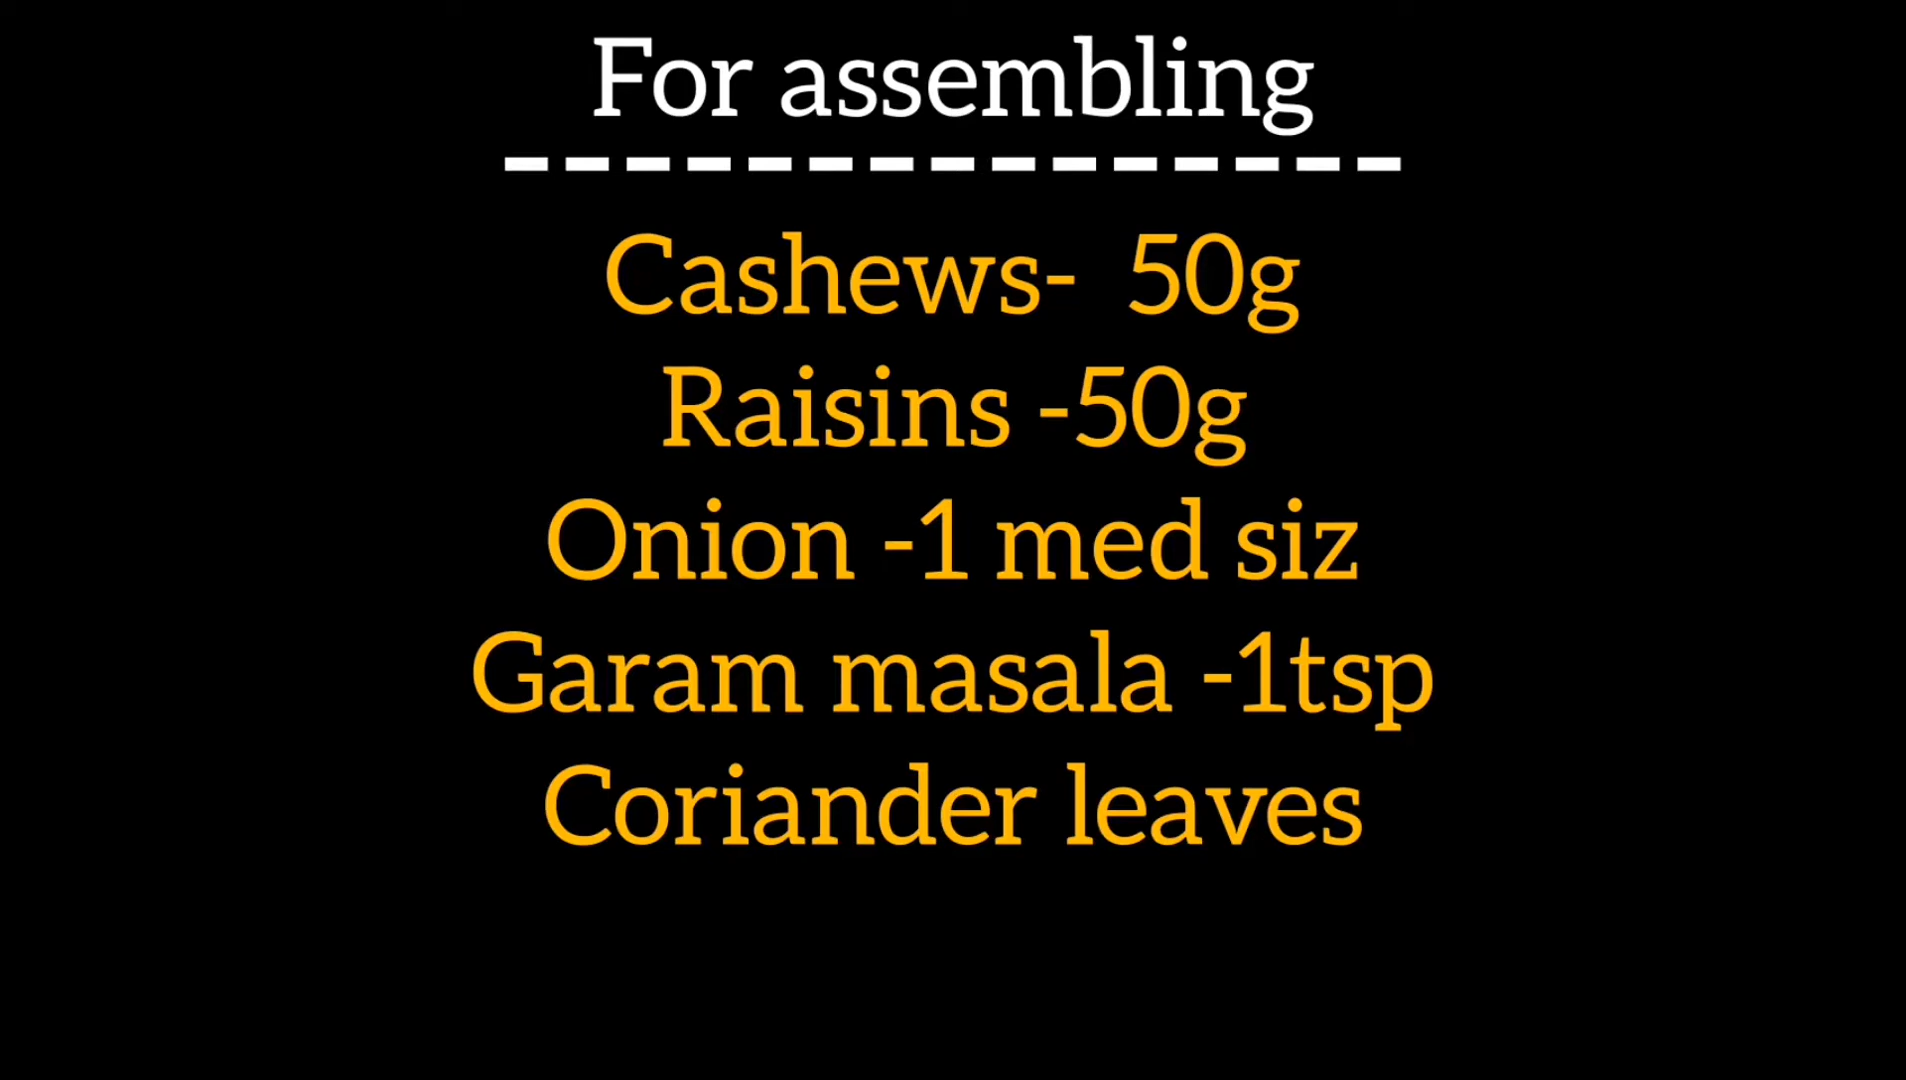 For assembling
---------------
Cashews-  50g
Raisins -50g
Onion -1 med siz
Garam masala -1tsp
Coriander leaves